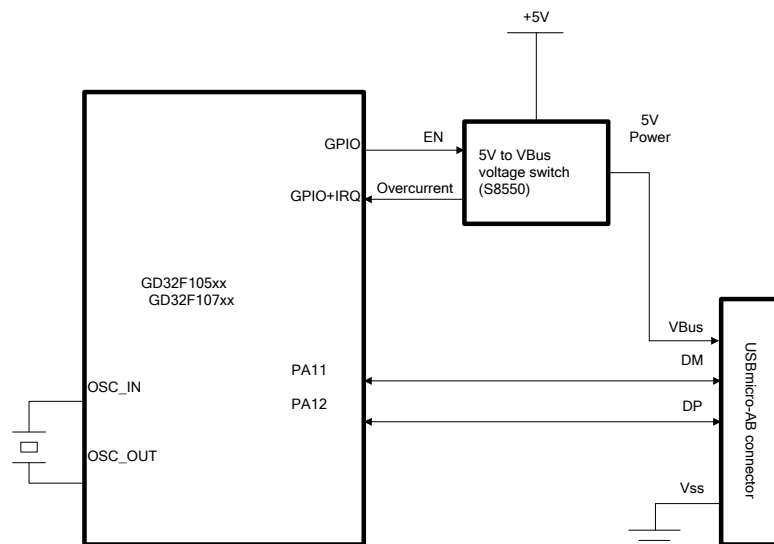 +5V
GPIO
EN
5V to VBus
voltage switch
(S8550)
5V
Power
GPIO+IRQ
Overcurrent
GD32F105xx
GD32F107xx
VBus
PA11
DM
OSC_IN
PA12
DP
USBmicro-AB connector
OSC_OUT
Vss